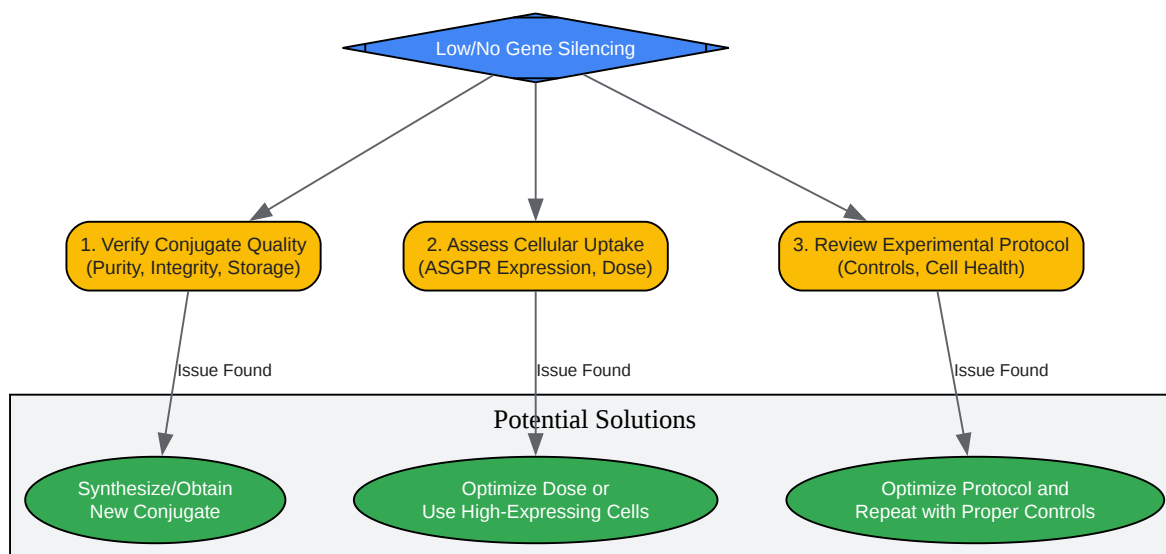 Low/No Gene Silencing
1. Verify Conjugate Quality
(Purity, Integrity, Storage)
2. Assess Cellular Uptake
(ASGPR Expression, Dose)
3. Review Experimental Protocol
(Controls, Cell Health)
Issue Found
Issue Found
Issue Found
Potential Solutions
Synthesize/Obtain
New Conjugate
Optimize Dose or
Use High-Expressing Cells
Optimize Protocol and
Repeat with Proper Controls